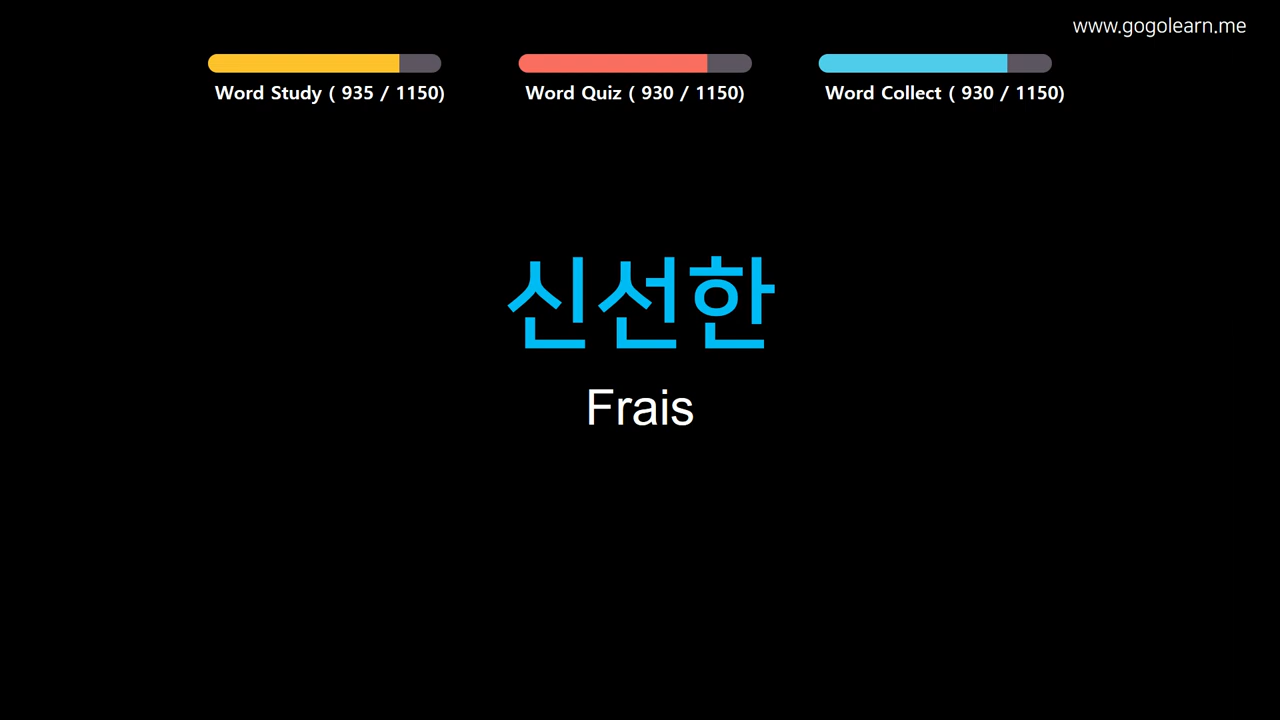 www.gogolearn.me
Word Study ( 935 / 1150)
Word Quiz ( 930 / 1150)
Word Collect ( 930 / 1150)
신선한
Frais